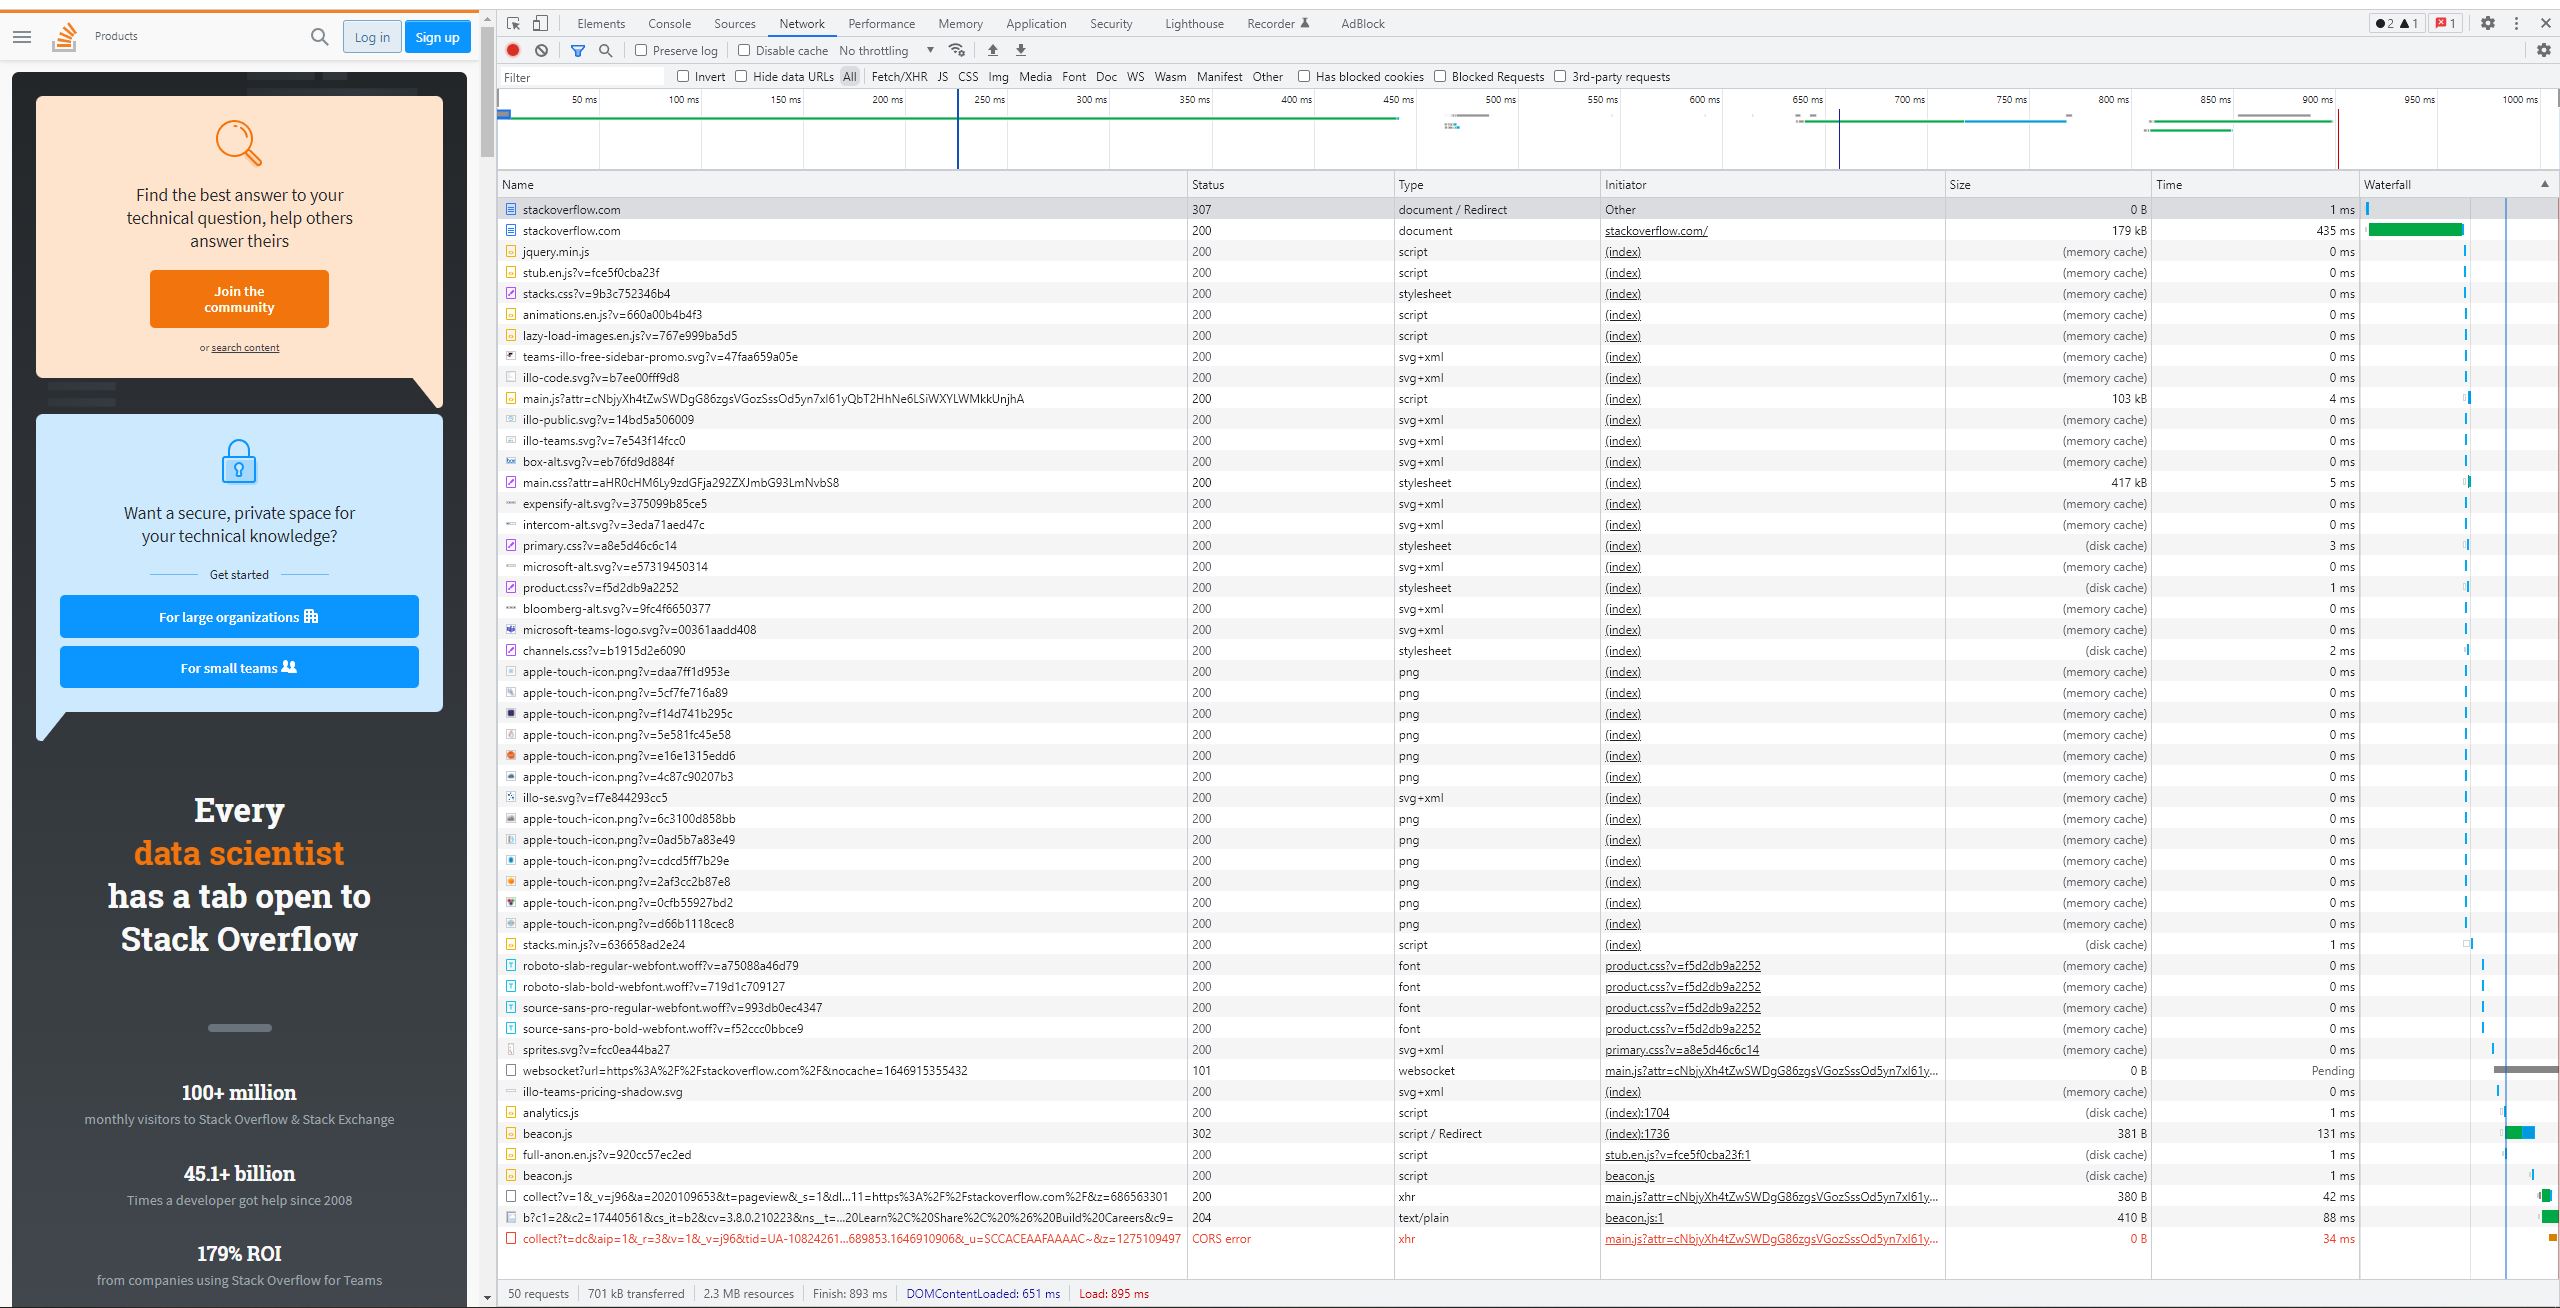 Products
Log in
Sign up
Find the best answer to your
technical question, help others
answer theirs
Join the
community
or search content
Want a secure, private space for
your technical knowledge?
Get started
For large organizations
For small teams
Every
data scientist
has a tab open to
Stack Overflow
100+ million
monthly visitors to Stack Overflow & Stack Exchange
45.1+ billion
Times a developer got help since 2008
179% ROI
from companies using Stack Overflow for Teams
Elements Console Sources Network Performance Memory Application Security Lighthouse Recorder AdBlock 2 1 1
Preserve log Disable cache No throttling
Filter Invert Hide data URLs All Fetch/XHR JS CSS Img Media Font Doc WS Wasm Manifest Other Has blocked cookies Blocked Requests 3rd-party requests
50 ms 100 ms 150 ms 200 ms 250 ms 300 ms 350 ms 400 ms 450 ms 500 ms 550 ms 600 ms 650 ms 700 ms 750 ms 800 ms 850 ms 900 ms 950 ms 1000 ms
Name Status Type Initiator Size Time Waterfall
stackoverflow.com 307 document / Redirect Other 0 B 1 ms
stackoverflow.com 200 document stackoverflow.com/ 179 kB 435 ms
jquery.min.js 200 script (index) (memory cache) 0 ms
stub.en.js?v=fce5f0cba23f 200 script (index) (memory cache) 0 ms
stacks.css?v=9b3c752346b4 200 stylesheet (index) (memory cache) 0 ms
animations.en.js?v=660a00b4b4f3 200 script (index) (memory cache) 0 ms
lazy-load-images.en.js?v=767e999ba5d5 200 script (index) (memory cache) 0 ms
teams-illo-free-sidebar-promo.svg?v=47faa659a05e 200 svg+xml (index) (memory cache) 0 ms
illo-code.svg?v=b7ee00fff9d8 200 svg+xml (index) (memory cache) 0 ms
main.js?attr=cNbjyXh4tZwSWDgG86zgsVGozSssOd5yn7xl61yQbT2HhNe6LSiWXYLWMkkUnjhA 200 script (index) 103 kB 4 ms
illo-public.svg?v=14bd5a506009 200 svg+xml (index) (memory cache) 0 ms
illo-teams.svg?v=7e543f14fcc0 200 svg+xml (index) (memory cache) 0 ms
box-alt.svg?v=eb76fd9d884f 200 svg+xml (index) (memory cache) 0 ms
main.css?attr=aHR0cHM6Ly9zdGFja292ZXJmbG93LmNvbS8 200 stylesheet (index) 417 kB 5 ms
expensify-alt.svg?v=375099b85ce5 200 svg+xml (index) (memory cache) 0 ms
intercom-alt.svg?v=3eda71aed47c 200 svg+xml (index) (memory cache) 0 ms
primary.css?v=a8e5d46c6c14 200 stylesheet (index) (disk cache) 3 ms
microsoft-alt.svg?v=e57319450314 200 svg+xml (index) (memory cache) 0 ms
product.css?v=f5d2db9a2252 200 stylesheet (index) (disk cache) 1 ms
bloomberg-alt.svg?v=9fc4f6650377 200 svg+xml (index) (memory cache) 0 ms
microsoft-teams-logo.svg?v=00361aadd408 200 svg+xml (index) (memory cache) 0 ms
channels.css?v=b1915d2e6090 200 stylesheet (index) (disk cache) 2 ms
apple-touch-icon.png?v=daa7ff1d953e 200 png (index) (memory cache) 0 ms
apple-touch-icon.png?v=5cf7fe716a89 200 png (index) (memory cache) 0 ms
apple-touch-icon.png?v=f14d741b295c 200 png (index) (memory cache) 0 ms
apple-touch-icon.png?v=5e581fc45e58 200 png (index) (memory cache) 0 ms
apple-touch-icon.png?v=e16e1315edd6 200 png (index) (memory cache) 0 ms
apple-touch-icon.png?v=4c87c90207b3 200 png (index) (memory cache) 0 ms
illo-se.svg?v=f7e844293cc5 200 svg+xml (index) (memory cache) 0 ms
apple-touch-icon.png?v=6c3100d858bb 200 png (index) (memory cache) 0 ms
apple-touch-icon.png?v=0ad5b7a83e49 200 png (index) (memory cache) 0 ms
apple-touch-icon.png?v=cdcd5ff7b29e 200 png (index) (memory cache) 0 ms
apple-touch-icon.png?v=2af3cc2b87e8 200 png (index) (memory cache) 0 ms
apple-touch-icon.png?v=0cfb55927bd2 200 png (index) (memory cache) 0 ms
apple-touch-icon.png?v=d66b1118cec8 200 png (index) (memory cache) 0 ms
stacks.min.js?v=636658ad2e24 200 script (index) (disk cache) 1 ms
roboto-slab-regular-webfont.woff?v=a75088a46d79 200 font product.css?v=f5d2db9a2252 (memory cache) 0 ms
roboto-slab-bold-webfont.woff?v=719d1c709127 200 font product.css?v=f5d2db9a2252 (memory cache) 0 ms
source-sans-pro-regular-webfont.woff?v=993db0ec4347 200 font product.css?v=f5d2db9a2252 (memory cache) 0 ms
source-sans-pro-bold-webfont.woff?v=f52ccc0bbce9 200 font product.css?v=f5d2db9a2252 (memory cache) 0 ms
sprites.svg?v=fcc0ea44ba27 200 svg+xml primary.css?v=a8e5d46c6c14 (memory cache) 0 ms
websocket?url=https%3A%2F%2Fstackoverflow.com%2F&nocache=1646915355432 101 websocket main.js?attr=cNbjyXh4tZwSWDgG86zgsVGozSssOd5yn7xl61y... 0 B Pending
illo-teams-pricing-shadow.svg 200 svg+xml (index) (memory cache) 0 ms
analytics.js 200 script (index):1704 (disk cache) 1 ms
beacon.js 302 script / Redirect (index):1736 381 B 131 ms
full-anon.en.js?v=920cc57ec2ed 200 script stub.en.js?v=fce5f0cba23f:1 (disk cache) 1 ms
beacon.js 200 script beacon.js (disk cache) 1 ms
collect?v=1&_v=j96&a=2020109653&t=pageview&_s=1&dl...11=https%3A%2F%2Fstackoverflow.com%2F&z=686563301 200 xhr main.js?attr=cNbjyXh4tZwSWDgG86zgsVGozSssOd5yn7xl61y... 380 B 42 ms
b?c1=2&c2=17440561&cs_it=b2&cv=3.8.0.210223&ns__t=...20Learn%2C%20Share%2C%20%26%20Build%20Careers&c9= 204 text/plain beacon.js:1 410 B 88 ms
collect?t=dc&aip=1&_r=3&v=1&_v=j96&tid=UA-10824261...689853.1646910906&_u=SCCACEAAFAAAAC~&z=1275109497 CORS error xhr main.js?attr=cNbjyXh4tZwSWDgG86zgsVGozSssOd5yn7xl61y... 0 B 34 ms
50 requests 701 kB transferred 2.3 MB resources Finish: 893 ms DOMContentLoaded: 651 ms Load: 895 ms